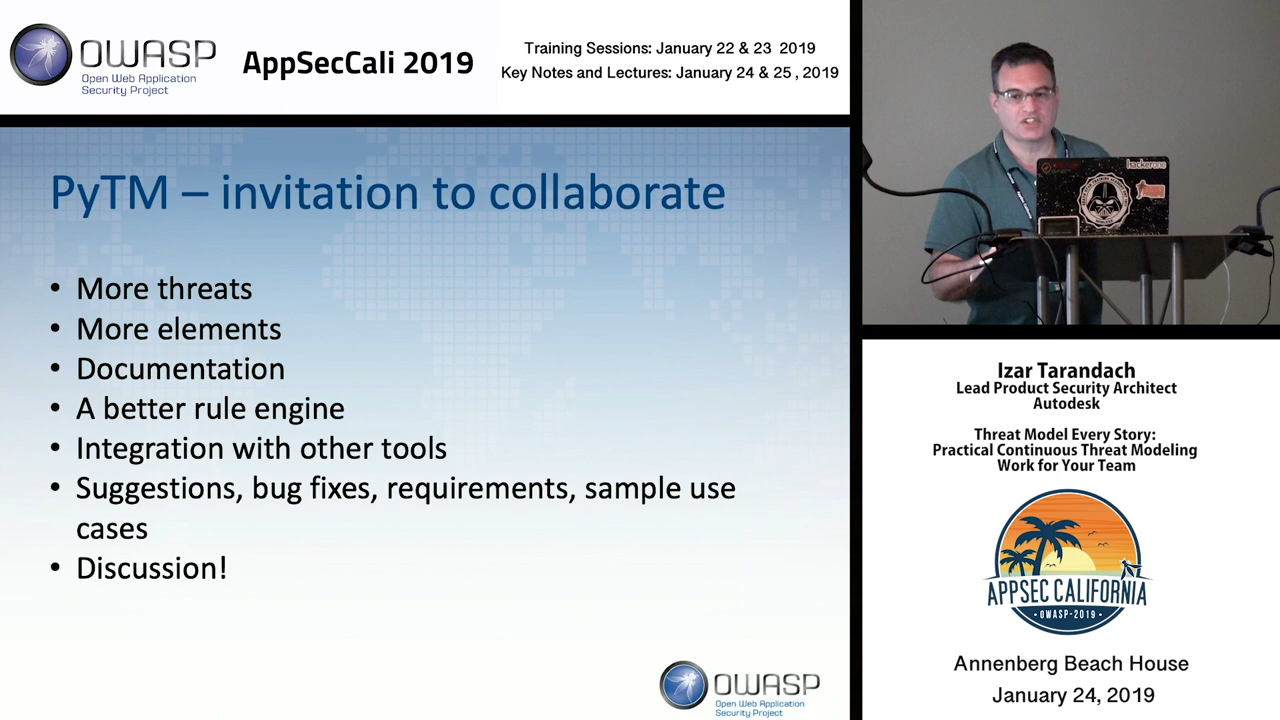 OWASP
Open Web Application
Security Project
AppSecCali 2019
Training Sessions: January 22 & 23 2019
Key Notes and Lectures: January 24 & 25 , 2019
PyTM – invitation to collaborate
• More threats
• More elements
• Documentation
• A better rule engine
• Integration with other tools
• Suggestions, bug fixes, requirements, sample use
cases
• Discussion!
OWASP
Open Web Application
Security Project
hackerone
Izar Tarandach
Lead Product Security Architect
Autodesk
Threat Model Every Story:
Practical Continuous Threat Modeling
Work for Your Team
APPSEC CALIFORNIA
• OWASP-2019 •
Annenberg Beach House
January 24, 2019